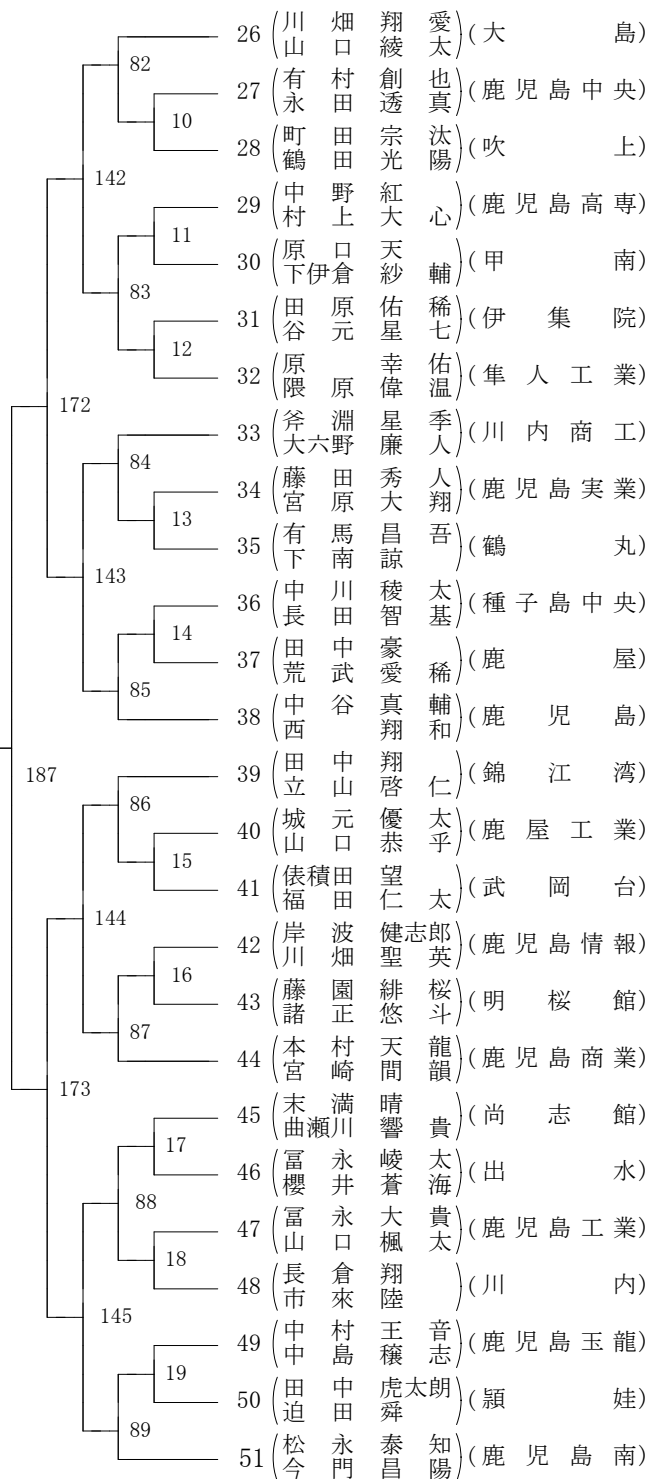 26 (川畑翔愛 山口綾太) (大島)
82
27 (有村創也 永田透真) (鹿児島中央)
10
28 (町田宗汰 鶴田光陽) (吹上)
142
29 (中野紅 村上大心) (鹿児島高専)
11
30 (原口天 下伊倉紗輔) (甲南)
83
31 (田原佑稀 谷元星七) (伊集院)
12
32 (原幸佑 隈原偉温) (隼人工業)
172
33 (斧淵星季 大六野廉人) (川内商工)
84
34 (藤田秀人 宮原大翔) (鹿児島実業)
13
35 (有馬昌吾 下南諒) (鶴丸)
143
36 (中川稜太 長田智基) (種子島中央)
14
37 (田中豪 荒武愛稀) (鹿屋)
85
38 (中谷真輔 西翔和) (鹿児島)
187
39 (田中翔 立山啓仁) (錦江湾)
86
40 (城元優太 山口恭乎) (鹿屋工業)
15
41 (俵積田望 福田仁太) (武岡台)
144
42 (岸波健志郎 川畑聖英) (鹿児島情報)
16
43 (藤園緋桜 諸正悠斗) (明桜館)
87
44 (本村天龍 宮崎間韻) (鹿児島商業)
173
45 (末満晴 曲瀬川響貴) (尚志館)
17
46 (冨永崚太 櫻井蒼海) (出水)
88
47 (冨永大貴 山口楓太) (鹿児島工業)
18
48 (長倉翔 市來陸) (川内)
145
49 (中村王音 中島穣志) (鹿児島玉龍)
19
50 (田中虎太朗 迫田舜) (頴娃)
89
51 (松永泰知 今門昌陽) (鹿児島南)